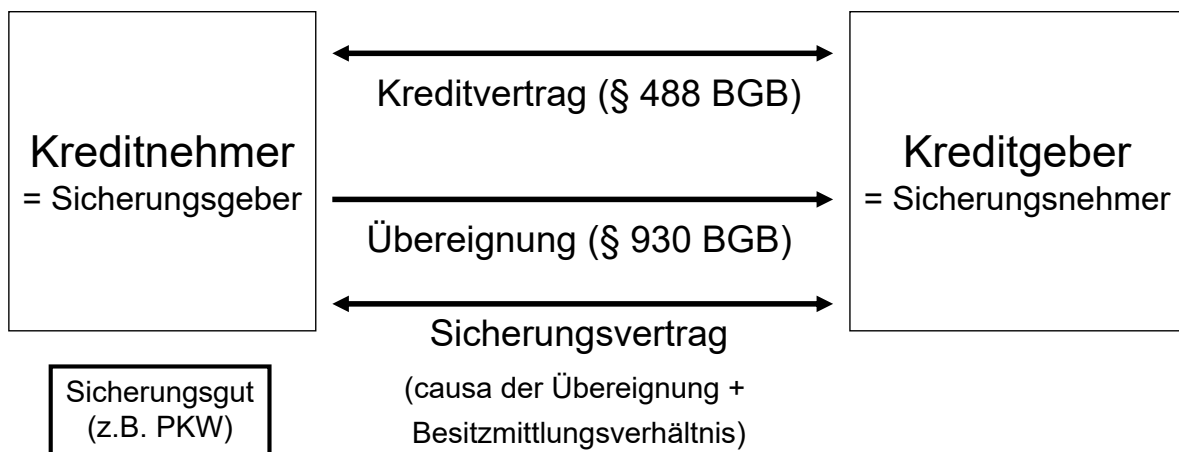 Kreditnehmer
= Sicherungsgeber
Kreditvertrag (§ 488 BGB)
Übereignung (§ 930 BGB)
Sicherungsvertrag
(causa der Übereignung +
Besitzmittlungsverhältnis)
Kreditgeber
= Sicherungsnehmer
Sicherungsgut
(z.B. PKW)